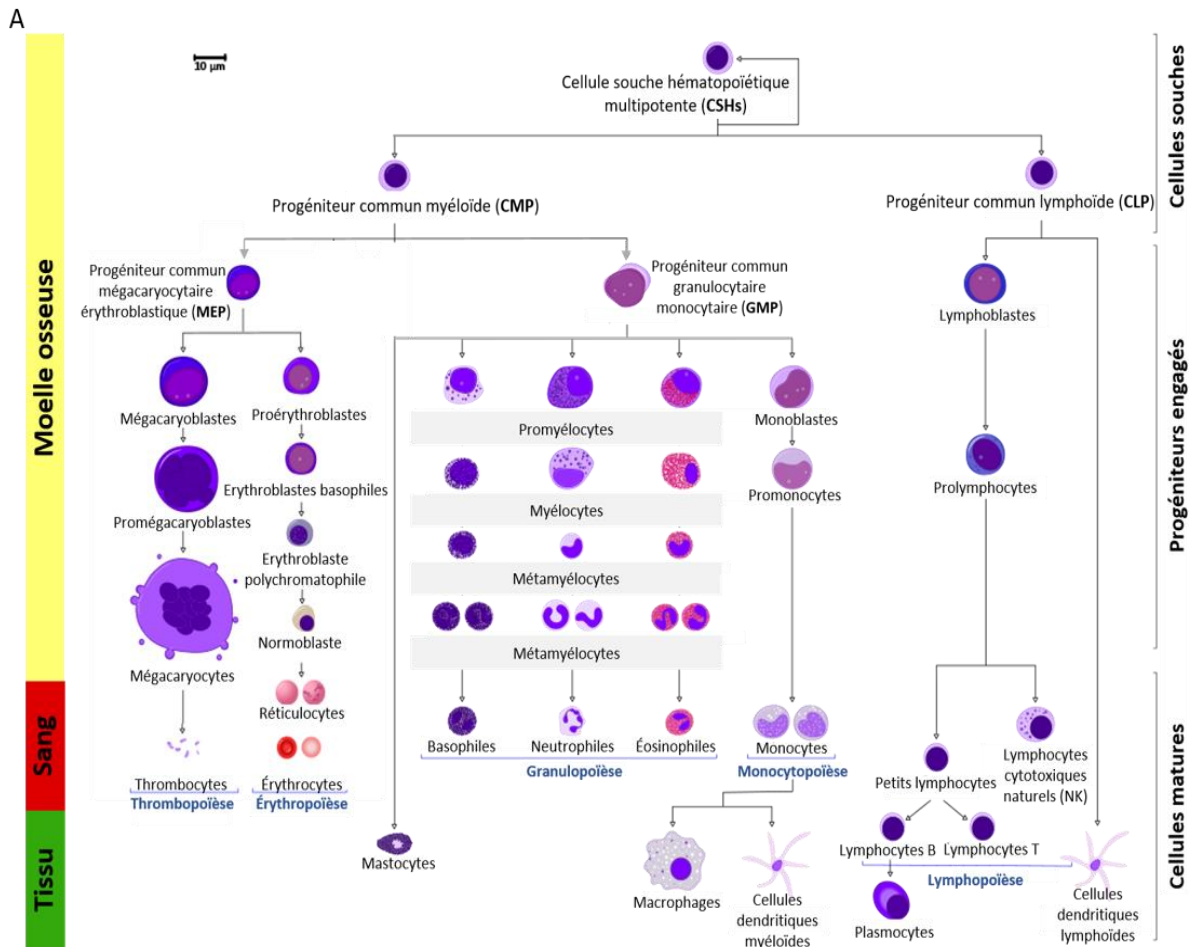 A
10 µm
Cellule souche hématopoïétique
multipotente (CSHs)
Progéniteur commun myéloïde (CMP)
Progéniteur commun lymphoïde (CLP)
Cellules souches
Moelle osseuse
Progéniteur commun
mégacaryocytaire
érythroblastique (MEP)
Progéniteur commun
granulocytaire
monocytaire (GMP)
Lymphoblastes
Mégacaryoblastes
Proérythroblastes
Promyélocytes
Monoblastes
Progéniteurs engagés
Promégacaryoblastes
Erythroblastes basophiles
Myélocytes
Promonocytes
Prolymphocytes
Erythroblaste
polychromatophile
Métamyélocytes
Normoblaste
Métamyélocytes
Mégacaryocytes
Sang
Réticulocytes
Basophiles
Neutrophiles
Éosinophiles
Monocytes
Granulopoïèse
Monocytopoïèse
Petits lymphocytes
Lymphocytes
cytotoxiques
naturels (NK)
Cellules matures
Thrombocytes
Thrombopoïèse
Érythrocytes
Érythropoïèse
Tissu
Mastocytes
Lymphocytes B
Lymphocytes T
Lymphopoïèse
Macrophages
Cellules
dendritiques
myéloïdes
Plasmocytes
Cellules
dendritiques
lymphoïdes